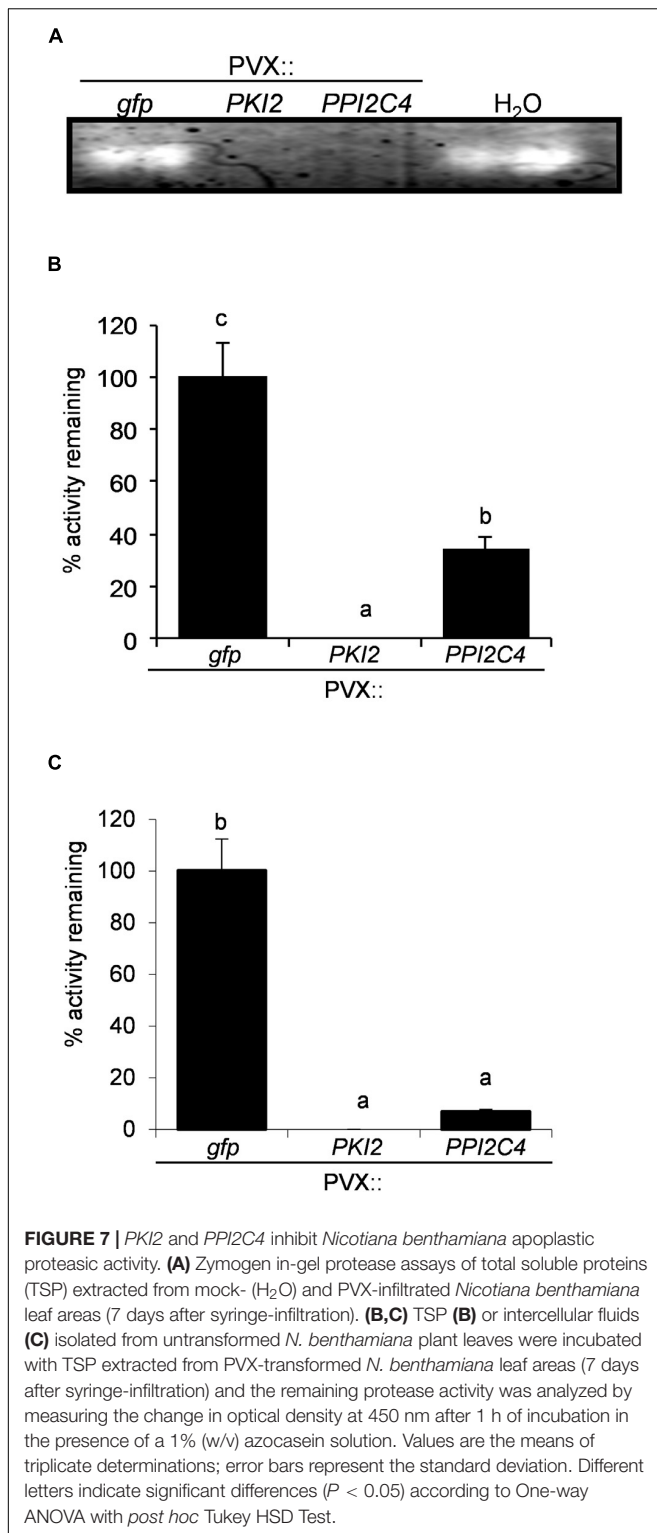 A
PVX::
gfp PKI2 PPI2C4 H₂O
B
% activity remaining
120
100
80
60
40
20
0
c
a
b
gfp PKI2 PPI2C4
PVX::
C
% activity remaining
120
100
80
60
40
20
0
b
a
a
gfp PKI2 PPI2C4
PVX::
FIGURE 7 | PKI2 and PPI2C4 inhibit Nicotiana benthamiana apoplastic
proteasic activity. (A) Zymogen in-gel protease assays of total soluble proteins
(TSP) extracted from mock- (H₂O) and PVX-infiltrated Nicotiana benthamiana
leaf areas (7 days after syringe-infiltration). (B,C) TSP (B) or intercellular fluids
(C) isolated from untransformed N. benthamiana plant leaves were incubated
with TSP extracted from PVX-transformed N. benthamiana leaf areas (7 days
after syringe-infiltration) and the remaining protease activity was analyzed by
measuring the change in optical density at 450 nm after 1 h of incubation in
the presence of a 1% (w/v) azocasein solution. Values are the means of
triplicate determinations; error bars represent the standard deviation. Different
letters indicate significant differences (P < 0.05) according to One-way
ANOVA with post hoc Tukey HSD Test.